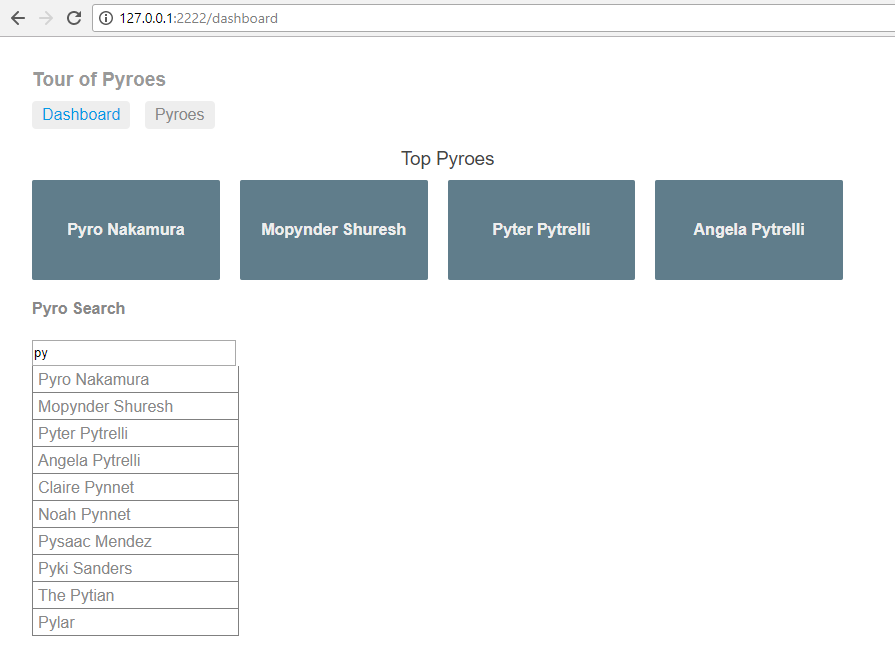 127.0.0.1:2222/dashboard
Tour of Pyroes
Dashboard Pyroes
Top Pyroes
Pyro Nakamura Mopynder Shuresh Pyter Pytrelli Angela Pytrelli
Pyro Search
py
Pyro Nakamura
Mopynder Shuresh
Pyter Pytrelli
Angela Pytrelli
Claire Pynnet
Noah Pynnet
Pysaac Mendez
Pyki Sanders
The Pytian
Pylar